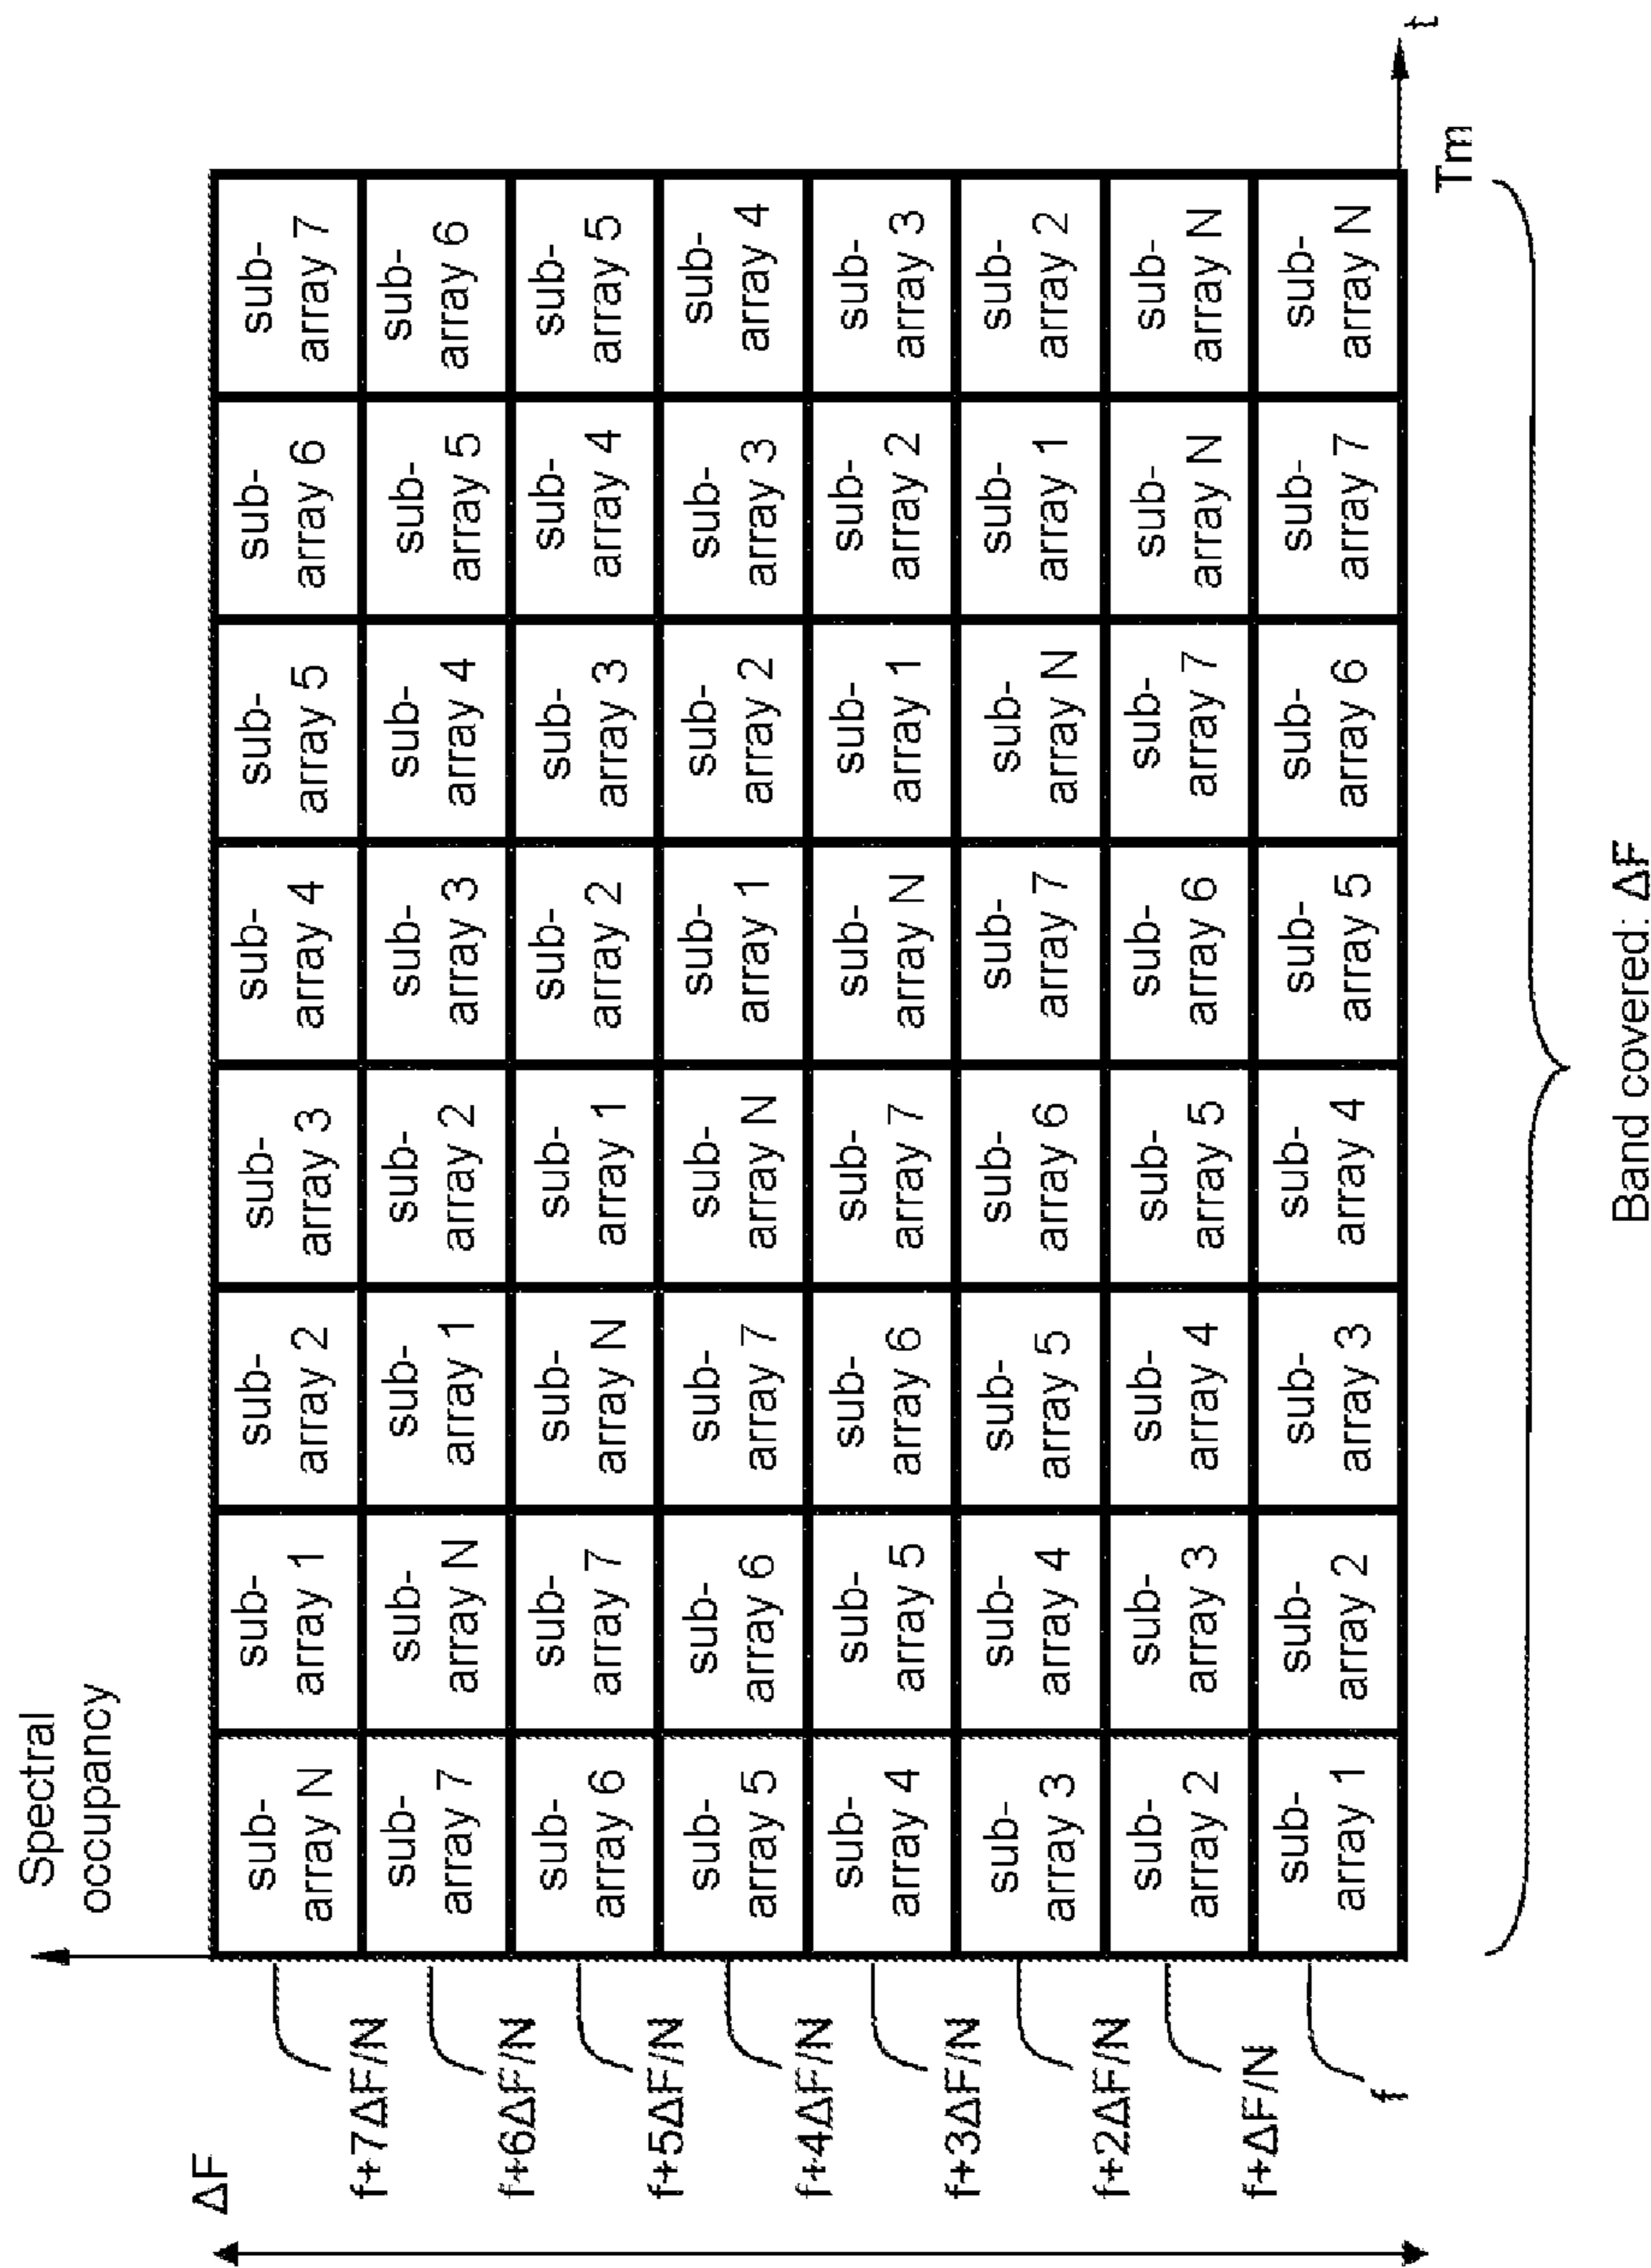 Spectral
occupancy
ΔF
sub-
array N
sub-
array 1
sub-
array 2
sub-
array 3
sub-
array 4
sub-
array 5
sub-
array 6
sub-
array 7
f+7ΔF/N
sub-
array 7
sub-
array N
sub-
array 1
sub-
array 2
sub-
array 3
sub-
array 4
sub-
array 5
sub-
array 6
f+6ΔF/N
sub-
array 6
sub-
array 7
sub-
array N
sub-
array 1
sub-
array 2
sub-
array 3
sub-
array 4
sub-
array 5
f+5ΔF/N
sub-
array 5
sub-
array 6
sub-
array 7
sub-
array N
sub-
array 1
sub-
array 2
sub-
array 3
sub-
array 4
f+4ΔF/N
sub-
array 4
sub-
array 5
sub-
array 6
sub-
array 7
sub-
array N
sub-
array 1
sub-
array 2
sub-
array 3
f+3ΔF/N
sub-
array 3
sub-
array 4
sub-
array 5
sub-
array 6
sub-
array 7
sub-
array N
sub-
array 1
sub-
array 2
f+2ΔF/N
sub-
array 2
sub-
array 3
sub-
array 4
sub-
array 5
sub-
array 6
sub-
array 7
sub-
array N
sub-
array N
f+ΔF/N
sub-
array 1
sub-
array 2
sub-
array 3
sub-
array 4
sub-
array 5
sub-
array 6
sub-
array 7
sub-
array N
f
t
Tm
Band covered: ΔF